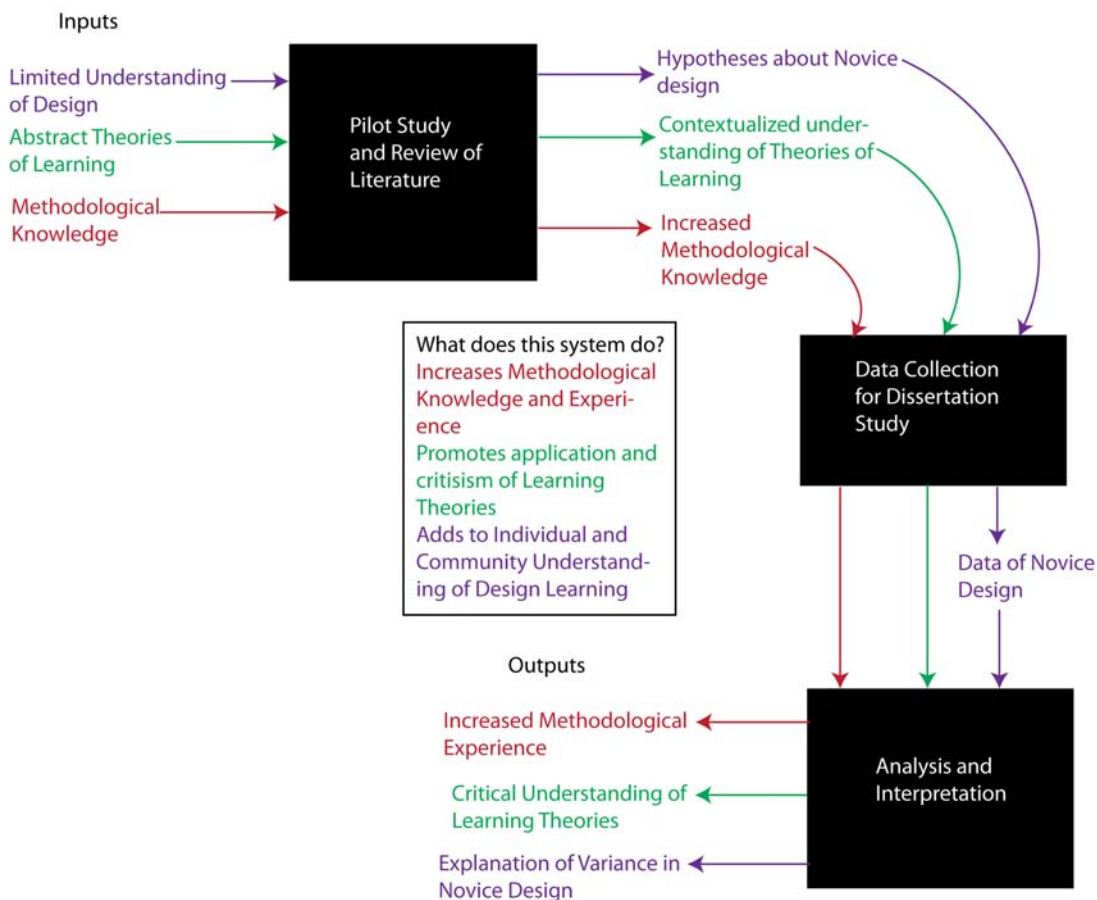 Inputs
Limited Understanding
of Design
Abstract Theories
of Learning
Methodological
Knowledge
Pilot Study
and Review of
Literature
Hypotheses about Novice
design
Contextualized under-
standing of Theories of
Learning
Increased
Methodological
Knowledge
What does this system do?
Increases Methodological
Knowledge and Experi-
ence
Promotes application and
critisism of Learning
Theories
Adds to Individual and
Community Understand-
ing of Design Learning
Data Collection
for Dissertation
Study
Data of Novice
Design
Analysis and
Interpretation
Outputs
Increased Methodological
Experience
Critical Understanding of
Learning Theories
Explanation of Variance in
Novice Design